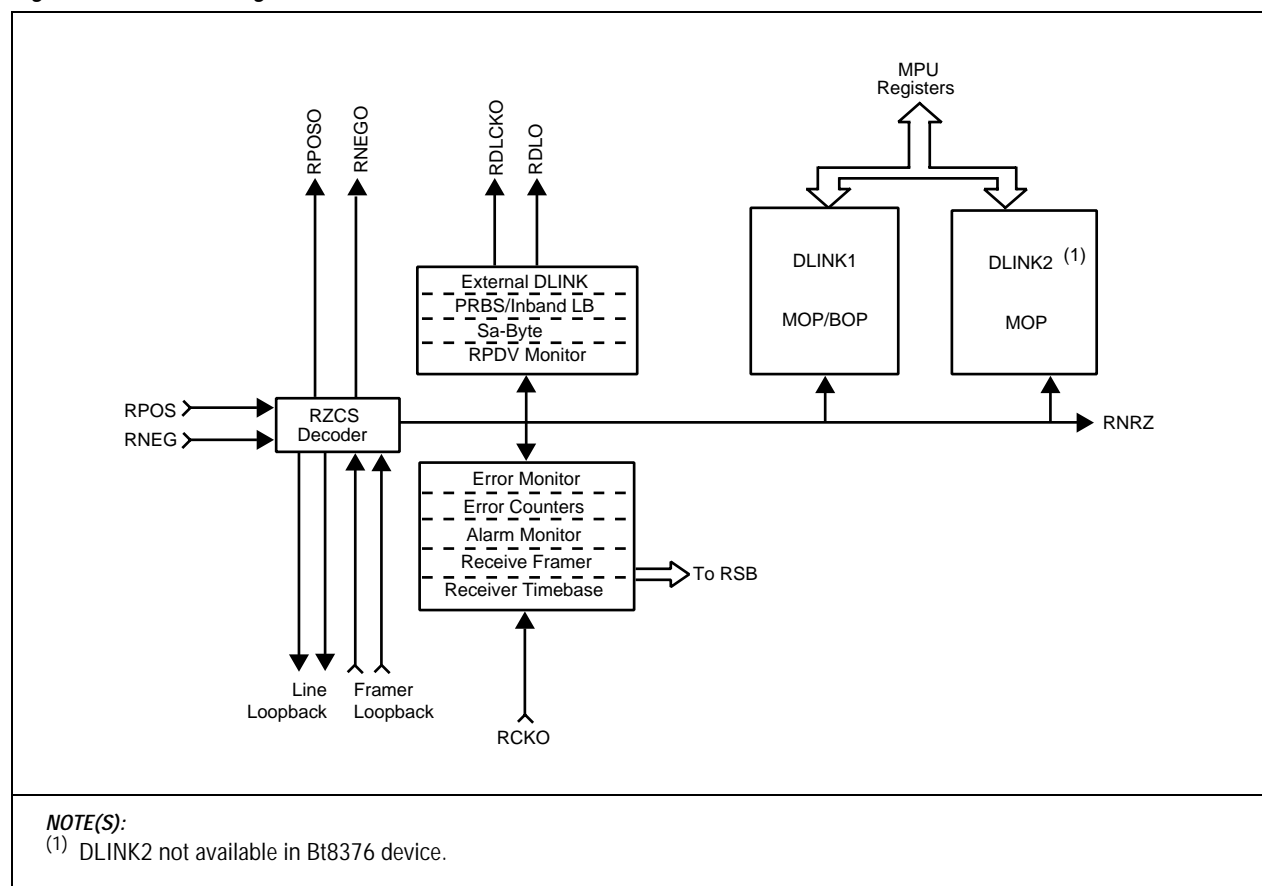 MPU
Registers
RPOSO
RNEGO
RDLCKO
RDLO
External DLINK
PRBS/Inband LB
Sa-Byte
RPDV Monitor
DLINK1
MOP/BOP
DLINK2 (1)
MOP
RPOS
RNEG
RZCS
Decoder
RNRZ
Error Monitor
Error Counters
Alarm Monitor
Receive Framer
Receiver Timebase
To RSB
Line
Loopback
Framer
Loopback
RCKO
NOTE(S):
(1) DLINK2 not available in Bt8376 device.